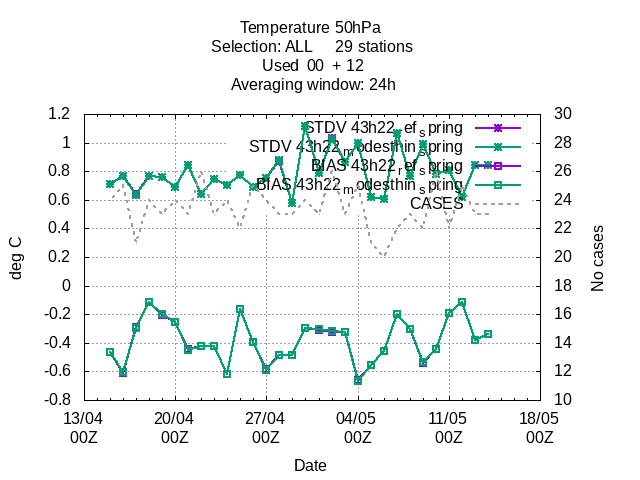 Temperature 50hPa
Selection: ALL 29 stations
Used 00 + 12
Averaging window: 24h
STDV 43h22_ref_spring
STDV 43h22_modesthin_spring
BIAS 43h22_ref_spring
BIAS 43h22_modesthin_spring
CASES
1.2
1
0.8
0.6
0.4
0.2
0
-0.2
-0.4
-0.6
-0.8
deg C
30
28
26
24
22
20
18
16
14
12
10
No cases
13/04 20/04 27/04 04/05 11/05 18/05
00Z 00Z 00Z 00Z 00Z 00Z
Date